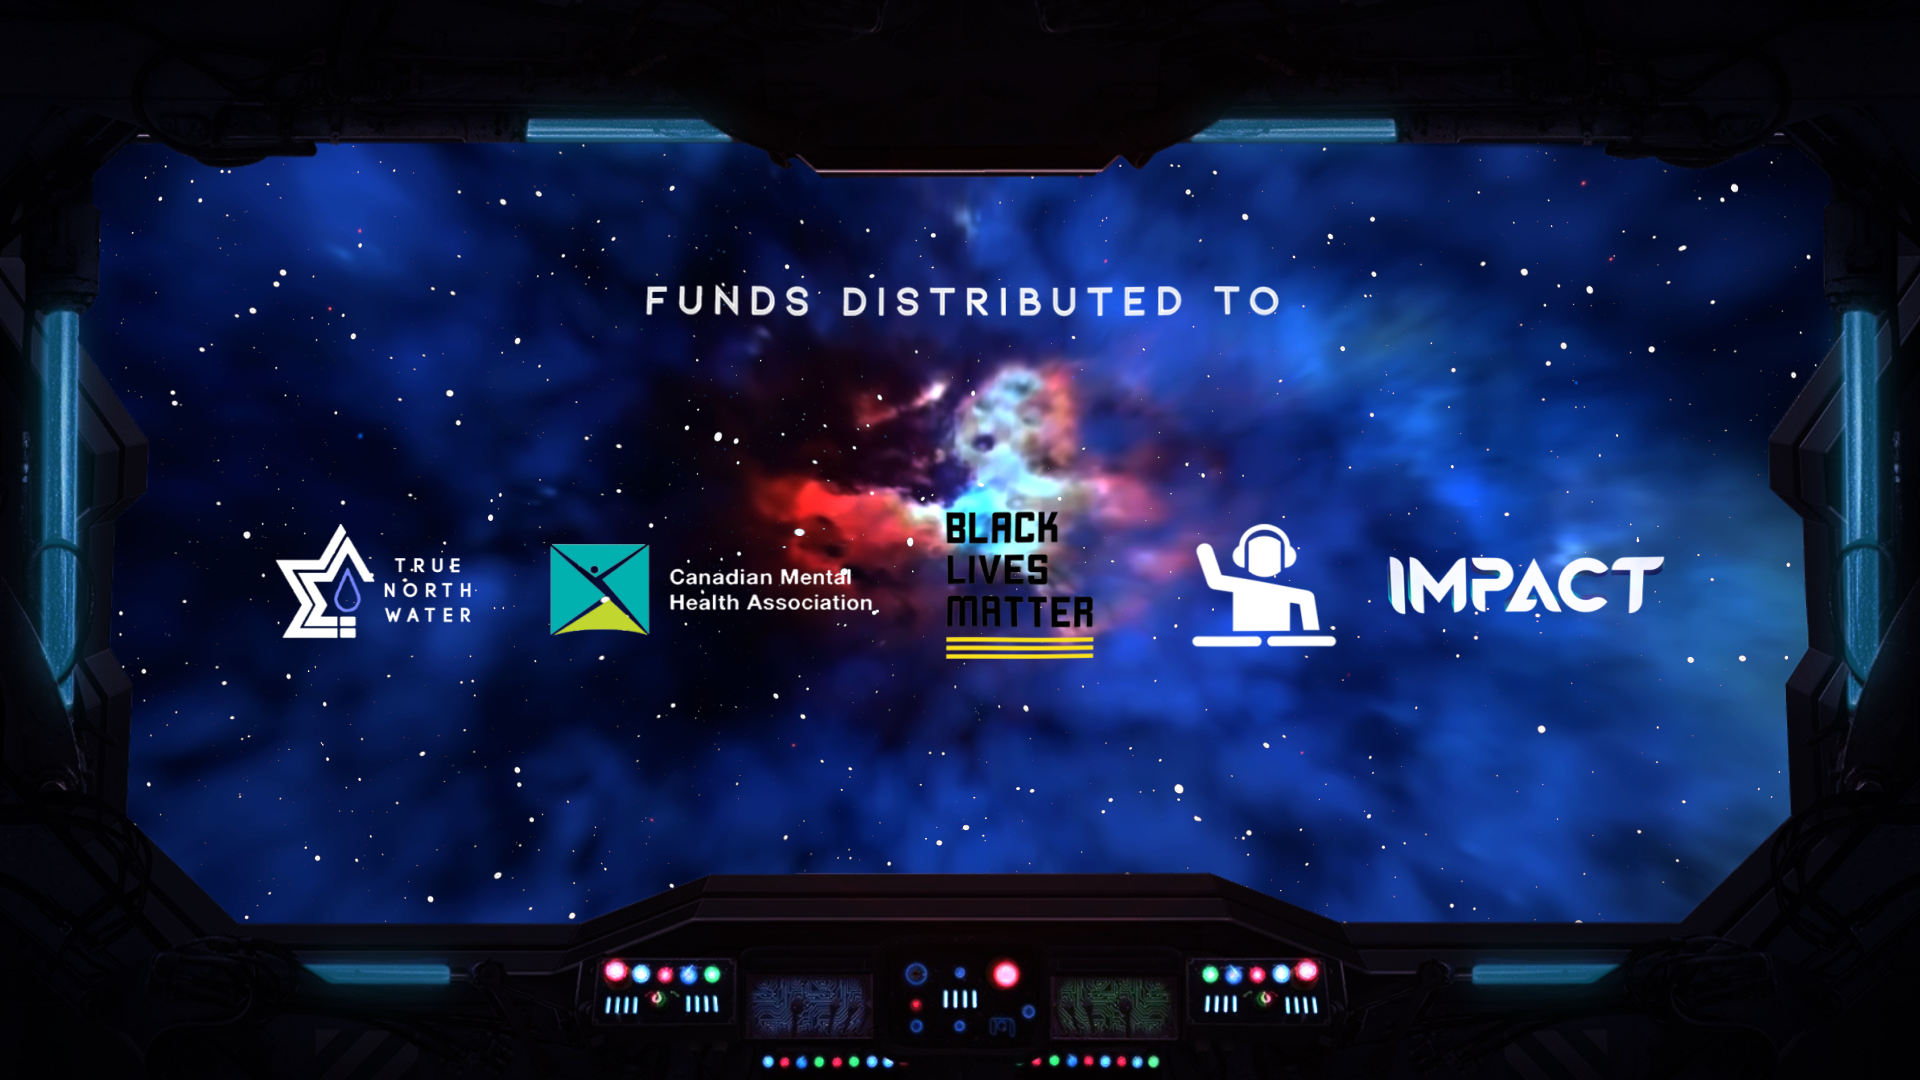 FUNDS DISTRIBUTED TO
TRUE
NORTH
WATER
Canadian Mental
Health Association
BLACK
LIVES
MATTER
IMPACT